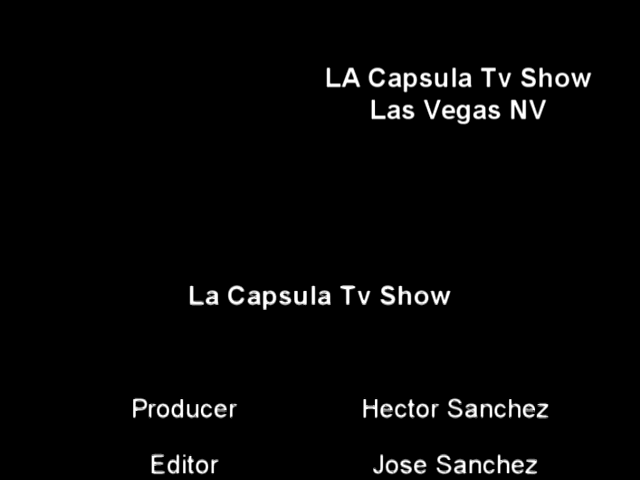 LA Capsula Tv Show
Las Vegas NV
La Capsula Tv Show
Producer Hector Sanchez
Editor Jose Sanchez